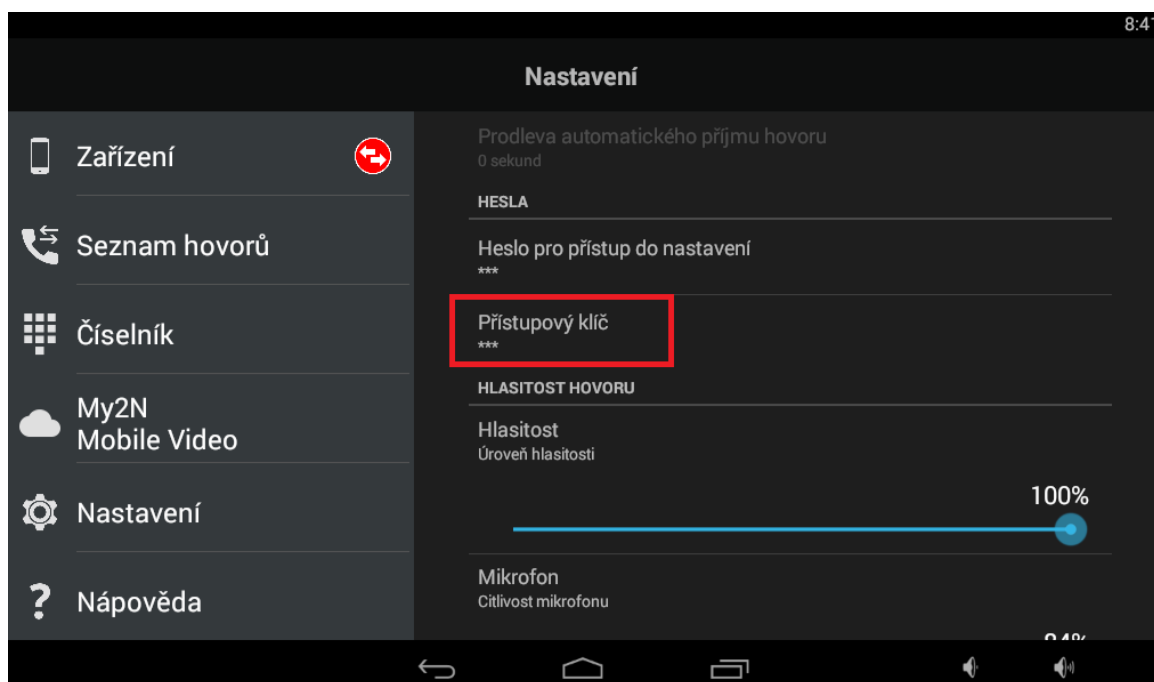 8:41
Nastavení
Zařízení
Seznam hovorů
Číselník
My2N
Mobile Video
Nastavení
Nápověda
Prodleva automatického příjmu hovoru
0 sekund
HESLA
Heslo pro přístup do nastavení
***
Přístupový klíč
***
HLASITOST HOVORU
Hlasitost
Úroveň hlasitosti
100%
Mikrofon
Citlivost mikrofonu